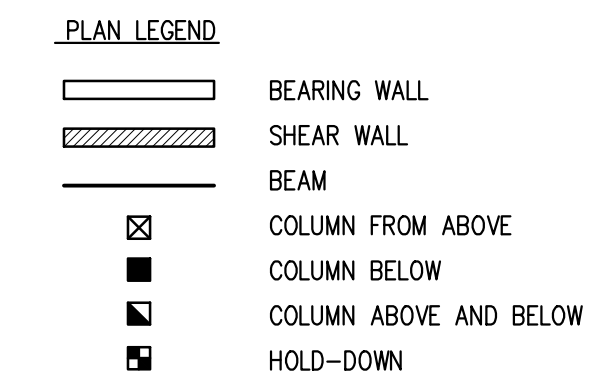 PLAN LEGEND
BEARING WALL
SHEAR WALL
BEAM
COLUMN FROM ABOVE
COLUMN BELOW
COLUMN ABOVE AND BELOW
HOLD-DOWN